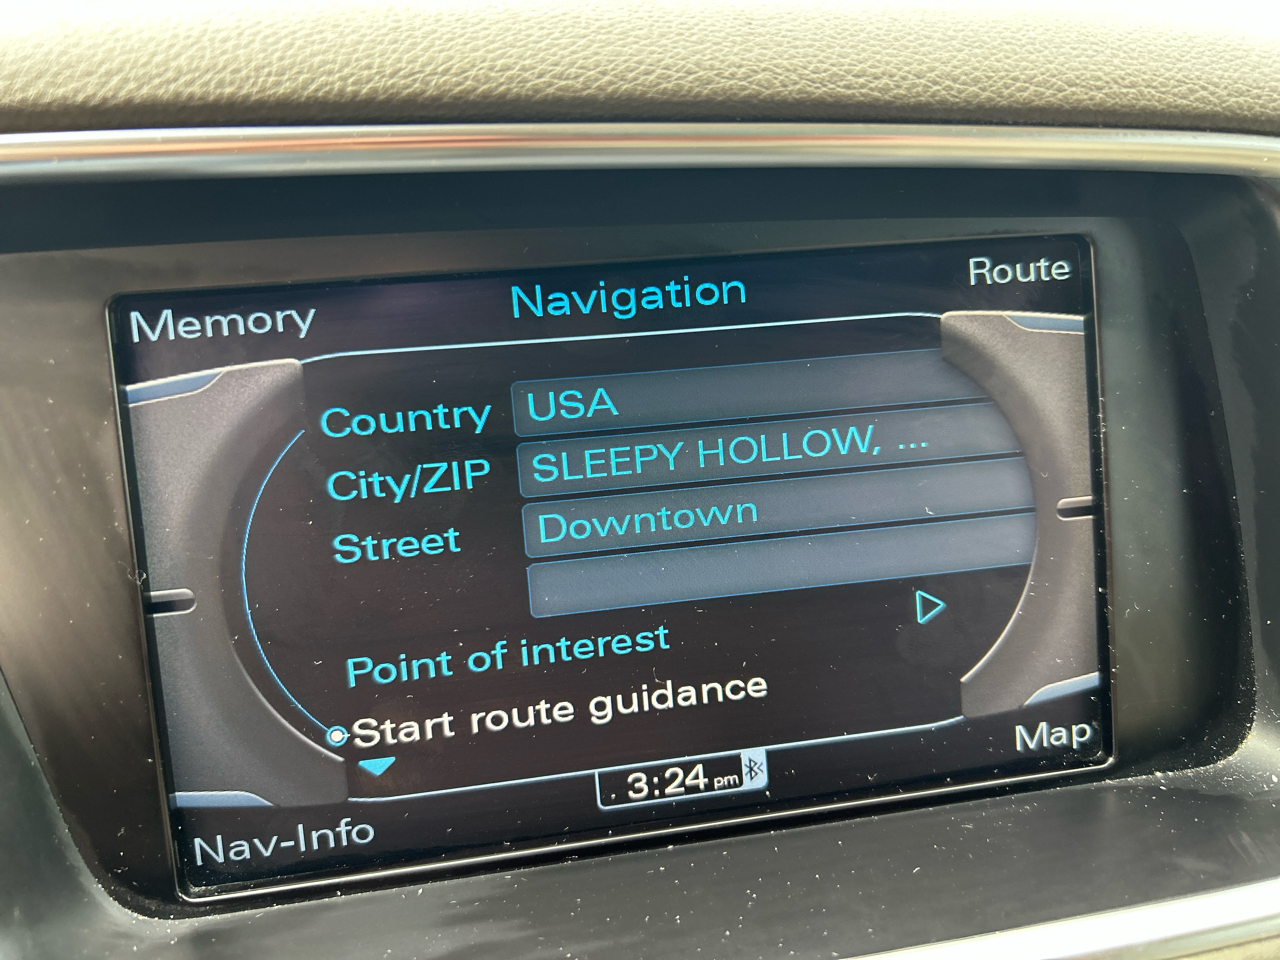 Memory
Navigation
Route
Country USA
City/ZIP SLEEPY HOLLOW, ...
Street Downtown
Point of interest
Start route guidance
3:24 pm
Map
Nav-Info